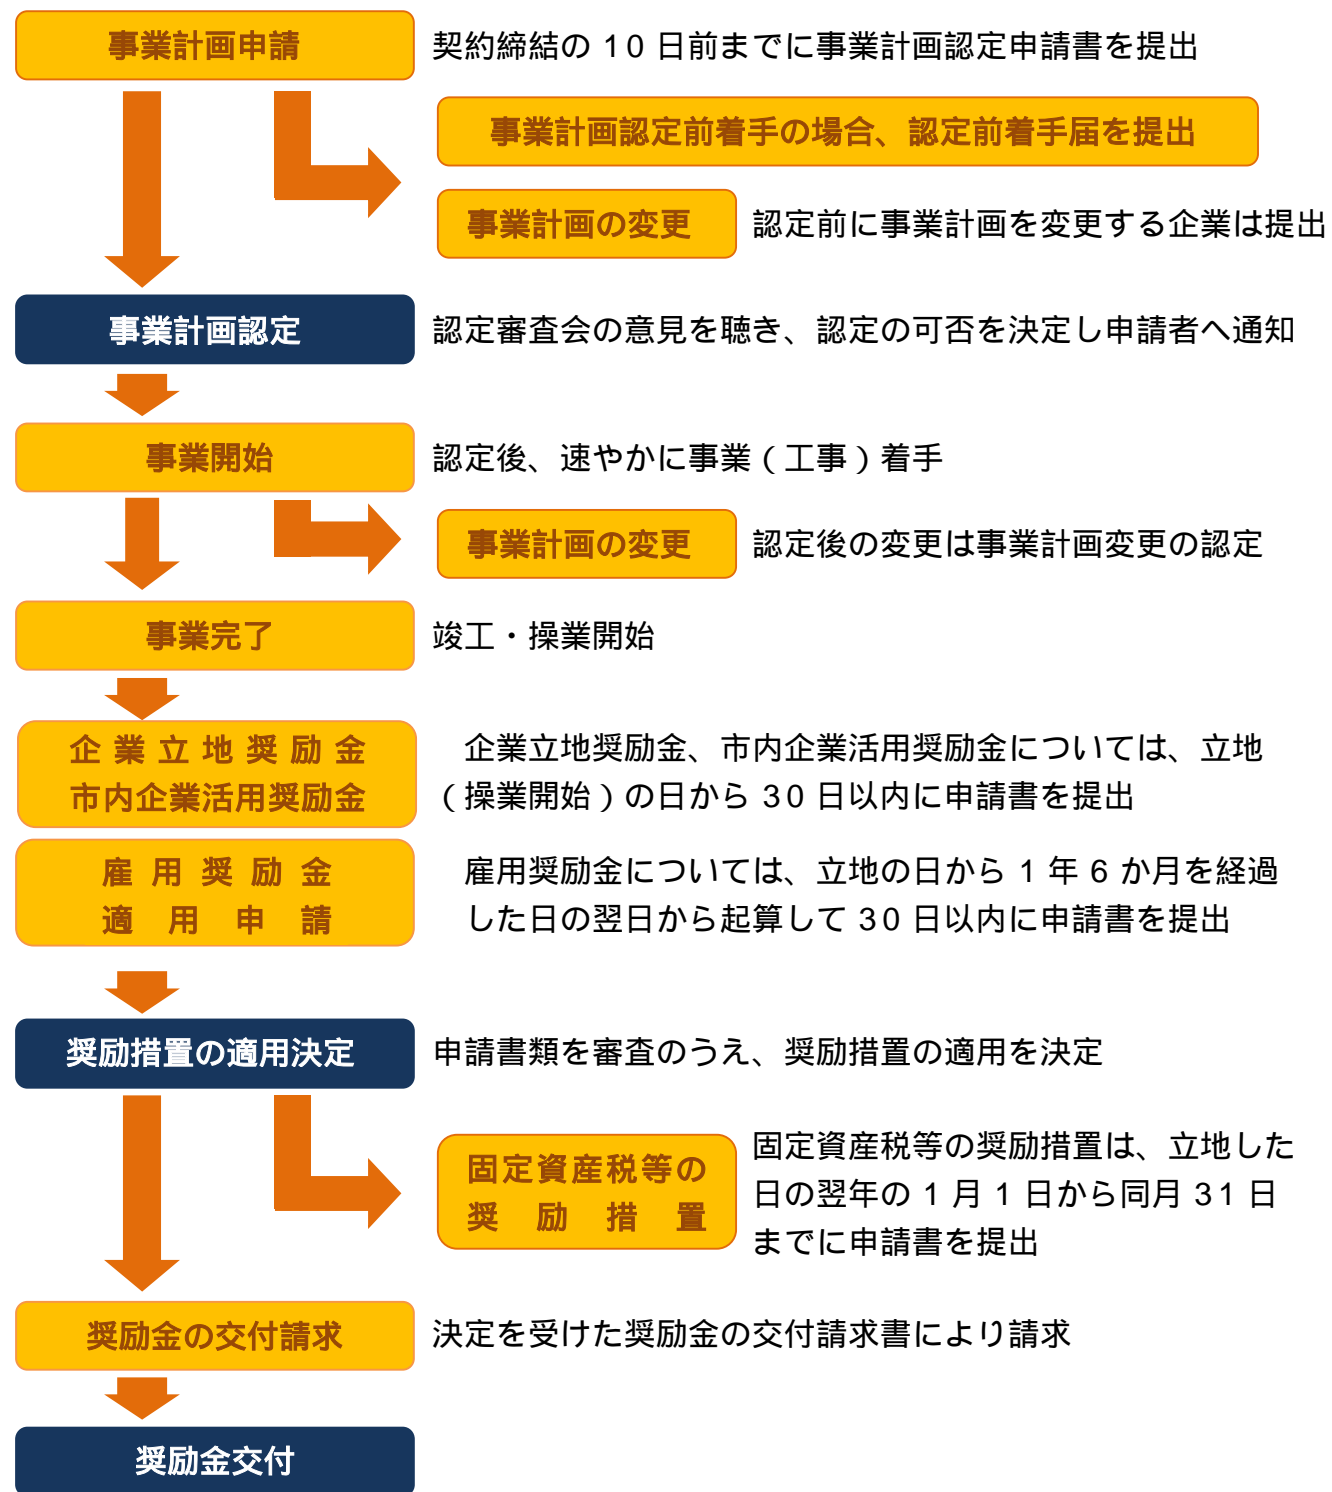 事業計画申請
契約締結の 10 日前までに事業計画認定申請書を提出
事業計画認定前着手の場合、認定前着手届を提出
事業計画の変更
認定前に事業計画を変更する企業は提出
事業計画認定
認定審査会の意見を聴き、認定の可否を決定し申請者へ通知
事業開始
認定後、速やかに事業（工事）着手
事業計画の変更
認定後の変更は事業計画変更の認定
事業完了
竣工・操業開始
企業立地奨励金
市内企業活用奨励金
企業立地奨励金、市内企業活用奨励金については、立地
（操業開始）の日から 30 日以内に申請書を提出
雇用奨励金
適用申請
雇用奨励金については、立地の日から 1 年 6 か月を経過
した日の翌日から起算して 30 日以内に申請書を提出
奨励措置の適用決定
申請書類を審査のうえ、奨励措置の適用を決定
固定資産税等の
奨励措置
固定資産税等の奨励措置は、立地した
日の翌年の 1 月 1 日から同月 31 日
までに申請書を提出
奨励金の交付請求
決定を受けた奨励金の交付請求書により請求
奨励金交付